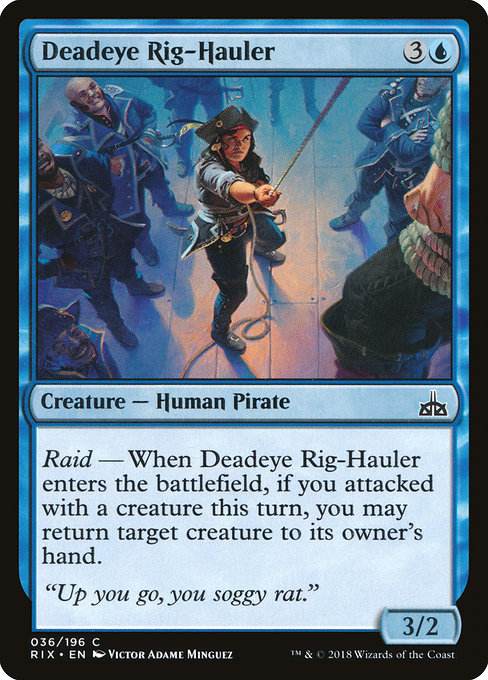 Deadeye Rig-Hauler 3
Creature — Human Pirate
Raid — When Deadeye Rig-Hauler
enters the battlefield, if you attacked
with a creature this turn, you may
return target creature to its owner's
hand.
"Up you go, you soggy rat."
3/2
036/196 C
RIX • EN Victor Adame Minguez
™ & © 2018 Wizards of the Coast